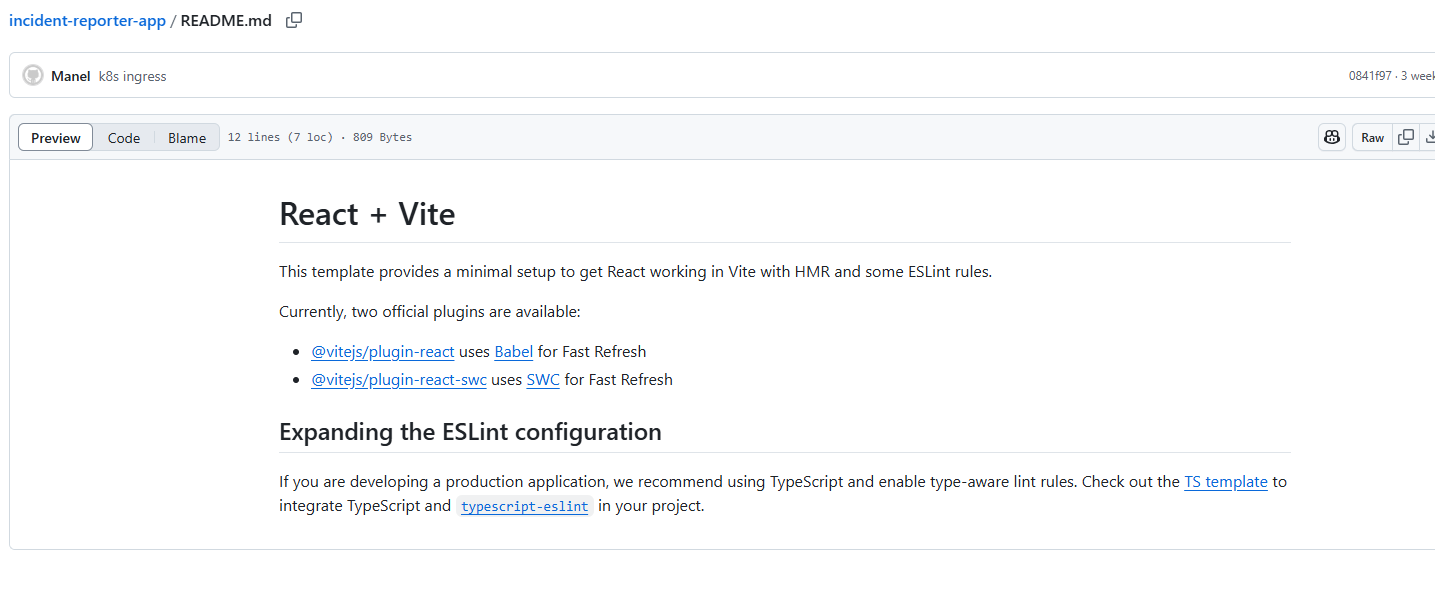 incident-reporter-app / README.md
Manel k8s ingress 0841f97 · 3 week
Preview Code Blame 12 lines (7 loc) · 809 Bytes Raw
React + Vite
This template provides a minimal setup to get React working in Vite with HMR and some ESLint rules.
Currently, two official plugins are available:
• @vitejs/plugin-react uses Babel for Fast Refresh
• @vitejs/plugin-react-swc uses SWC for Fast Refresh
Expanding the ESLint configuration
If you are developing a production application, we recommend using TypeScript and enable type-aware lint rules. Check out the TS template to
integrate TypeScript and typescript-eslint in your project.